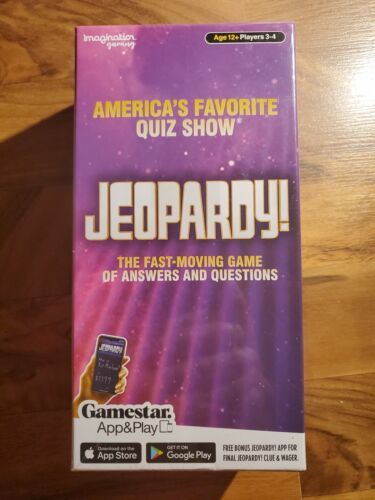 Imagination
gaming
Age 12+ Players 3-4
AMERICA'S FAVORITE
QUIZ SHOW®
JEOPARDY!
THE FAST-MOVING GAME
OF ANSWERS AND QUESTIONS
JEOPARDY!
Gamestar.
App&Play
Download on the
App Store
GET IT ON
Google Play
FREE BONUS JEOPARDY! APP FOR
FINAL JEOPARDY! CLUE & WAGER.